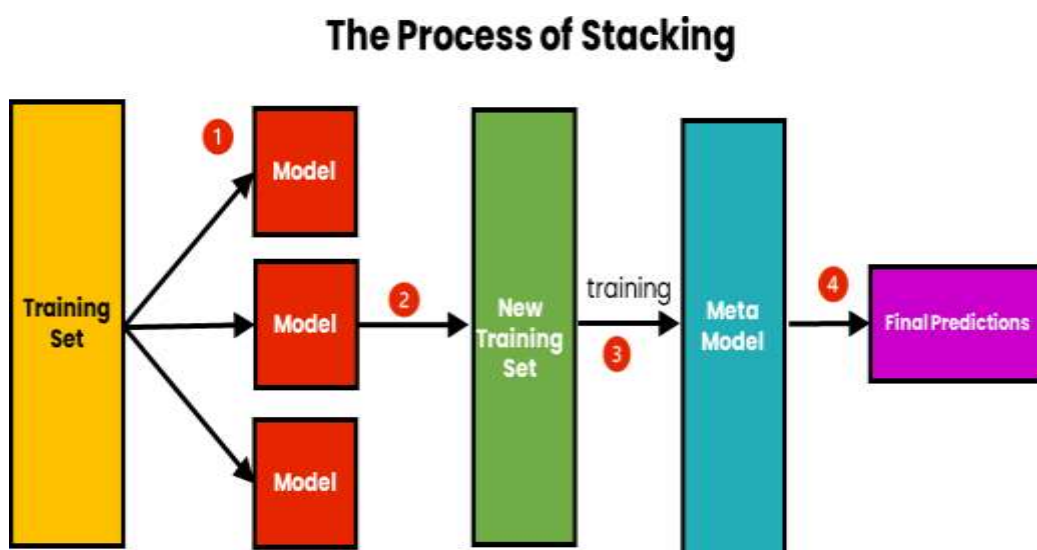 The Process of Stacking
1
Model
Training
Set
Model
2
New
Training
Set
training
3
Meta
Model
4
Final Predictions
Model